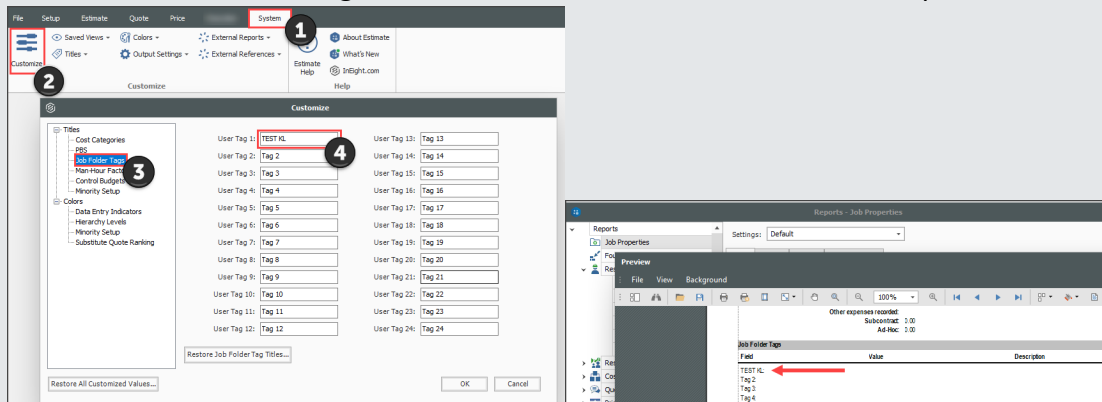 File Setup Estimate Quote Price System
1
Saved Views Colors External Reports About Estimate
Titles Output Settings External References What's New
Customize Estimate Help InEight.com
2
Customize Help
Customize
Titles
Cost Categories User Tag 1: TEST KL User Tag 13: Tag 13
PBS
4
Job Folder Tags User Tag 2: Tag 2 User Tag 14: Tag 14
3
Man-Hour User Tag 3: Tag 3 User Tag 15: Tag 15
Control Budgets
Minority Setup User Tag 4: Tag 4 User Tag 16: Tag 16
Colors
Data Entry Indicators User Tag 5: Tag 5 User Tag 17: Tag 17
Hierarchy Levels User Tag 6: Tag 6 User Tag 18: Tag 18
Minority Setup
Substitute Quote Ranking User Tag 7: Tag 7 User Tag 19: Tag 19
User Tag 8: Tag 8 User Tag 20: Tag 20
User Tag 9: Tag 9 User Tag 21: Tag 21
User Tag 10: Tag 10 User Tag 22: Tag 22
User Tag 11: Tag 11 User Tag 23: Tag 23
User Tag 12: Tag 12 User Tag 24: Tag 24
Restore Job Folder Tag Titles...
Restore All Customized Values... OK Cancel
Reports - Job Properties
Reports Settings: Default
Job Properties
Preview
File View Background
100%
Other expenses recorded:
Subcontract: 0.00
Ad-Hoc: 0.00
Job Folder Tags
Field Value Description
TEST KL:
Tag 2:
Tag 3:
Tag 4: